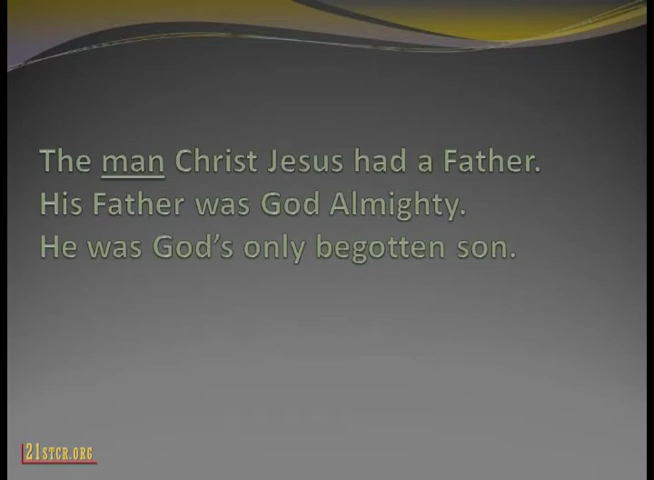 The man Christ Jesus had a Father.
His Father was God Almighty.
He was God's only begotten son.
21STCR.ORG